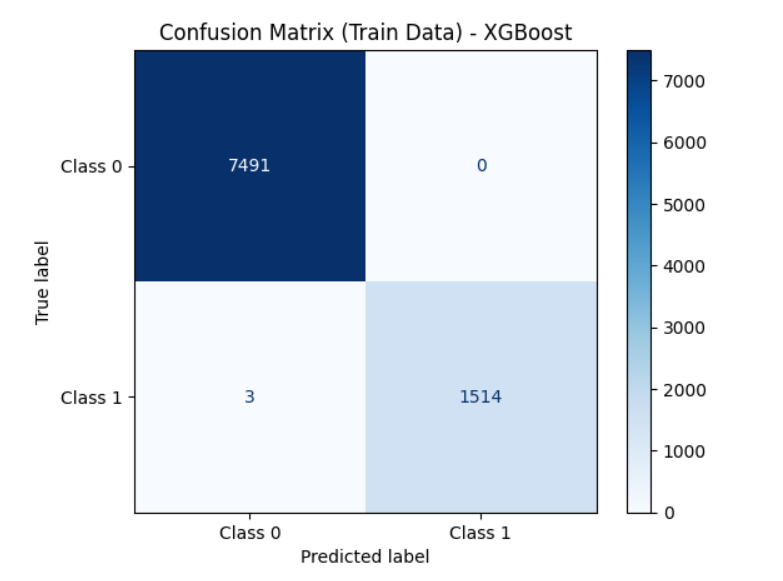 Confusion Matrix (Train Data) - XGBoost
Class 0
7491
0
7000
6000
5000
4000
3000
2000
1000
0
True label
Class 1
3
1514
Class 0
Class 1
Predicted label